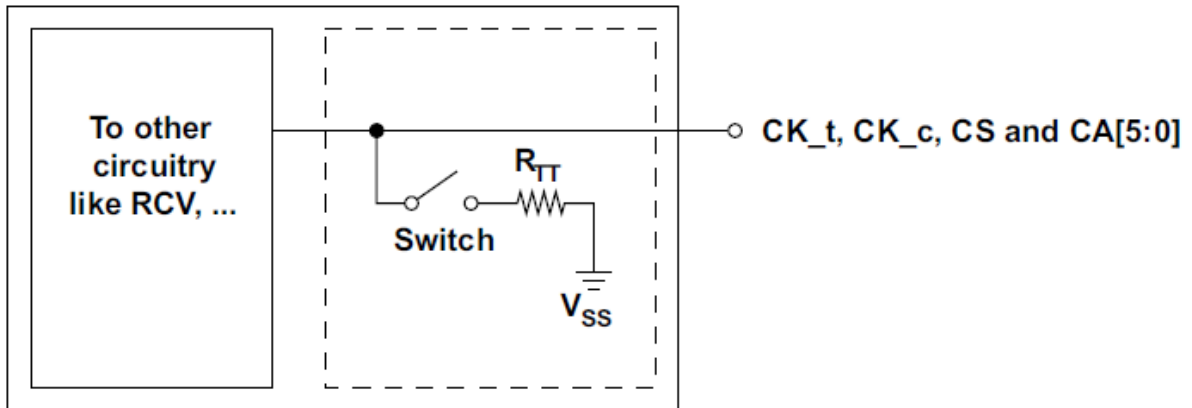 To other
circuitry
like RCV, ...
CK_t, CK_c, CS and CA[5:0]
RTT
Switch
VSS